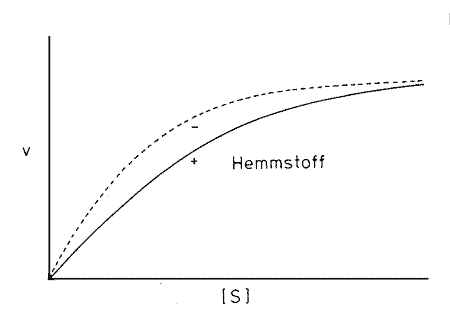 −
v
+ Hemmstoff
[S]